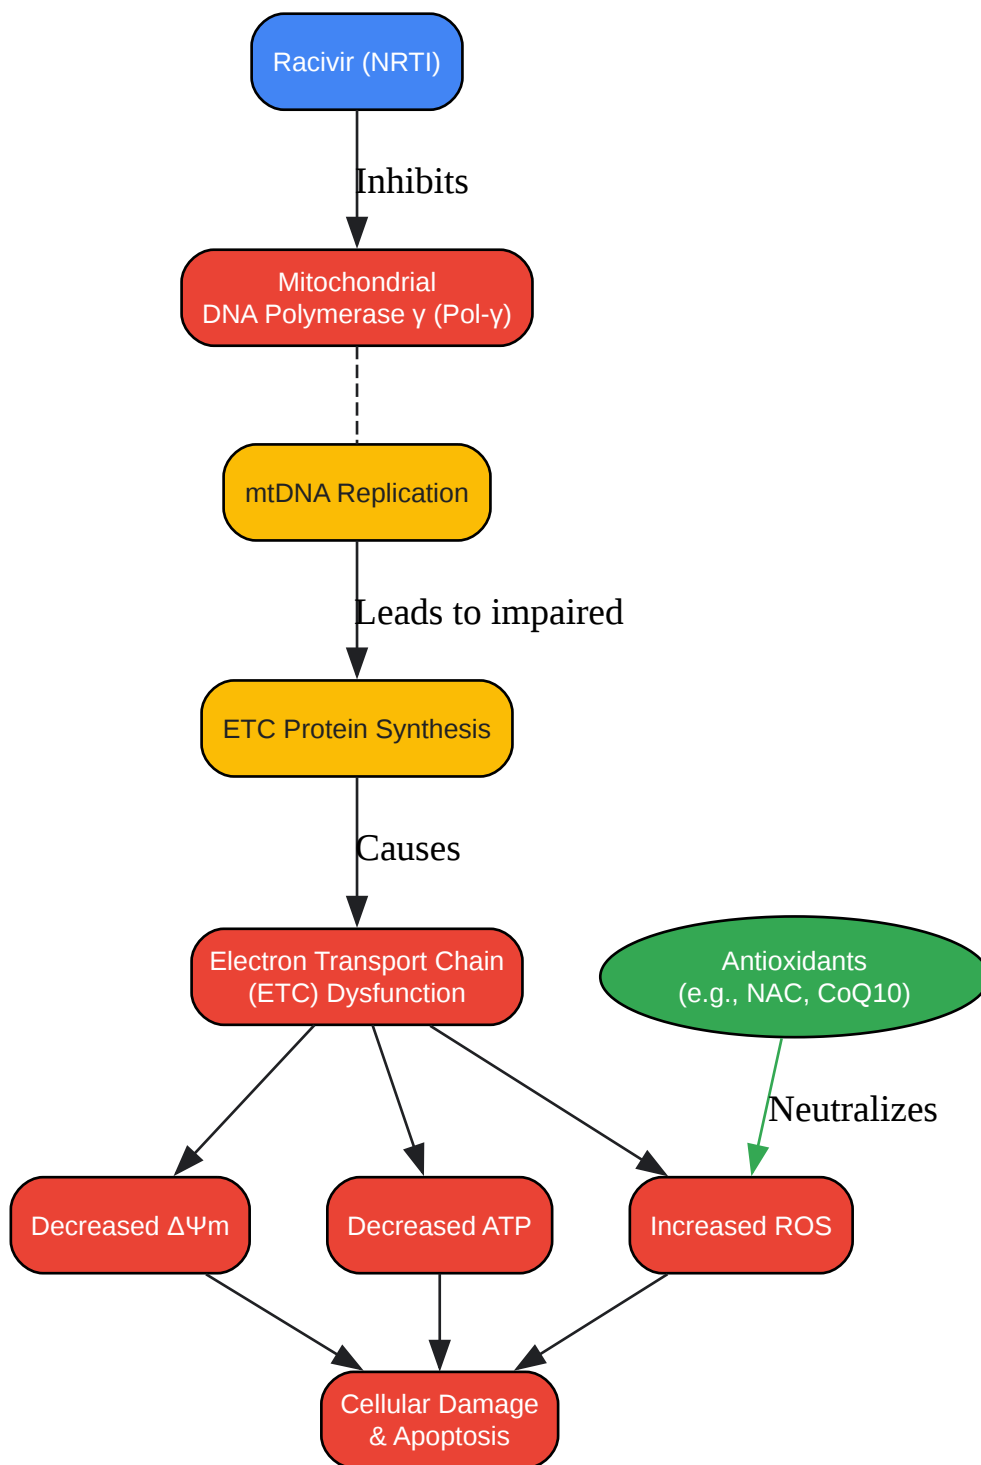 Racivir (NRTI)
Inhibits
Mitochondrial
DNA Polymerase γ (Pol-γ)
mtDNA Replication
Leads to impaired
ETC Protein Synthesis
Causes
Electron Transport Chain
(ETC) Dysfunction
Antioxidants
(e.g., NAC, CoQ10)
Neutralizes
Decreased ΔΨm
Decreased ATP
Increased ROS
Cellular Damage
& Apoptosis